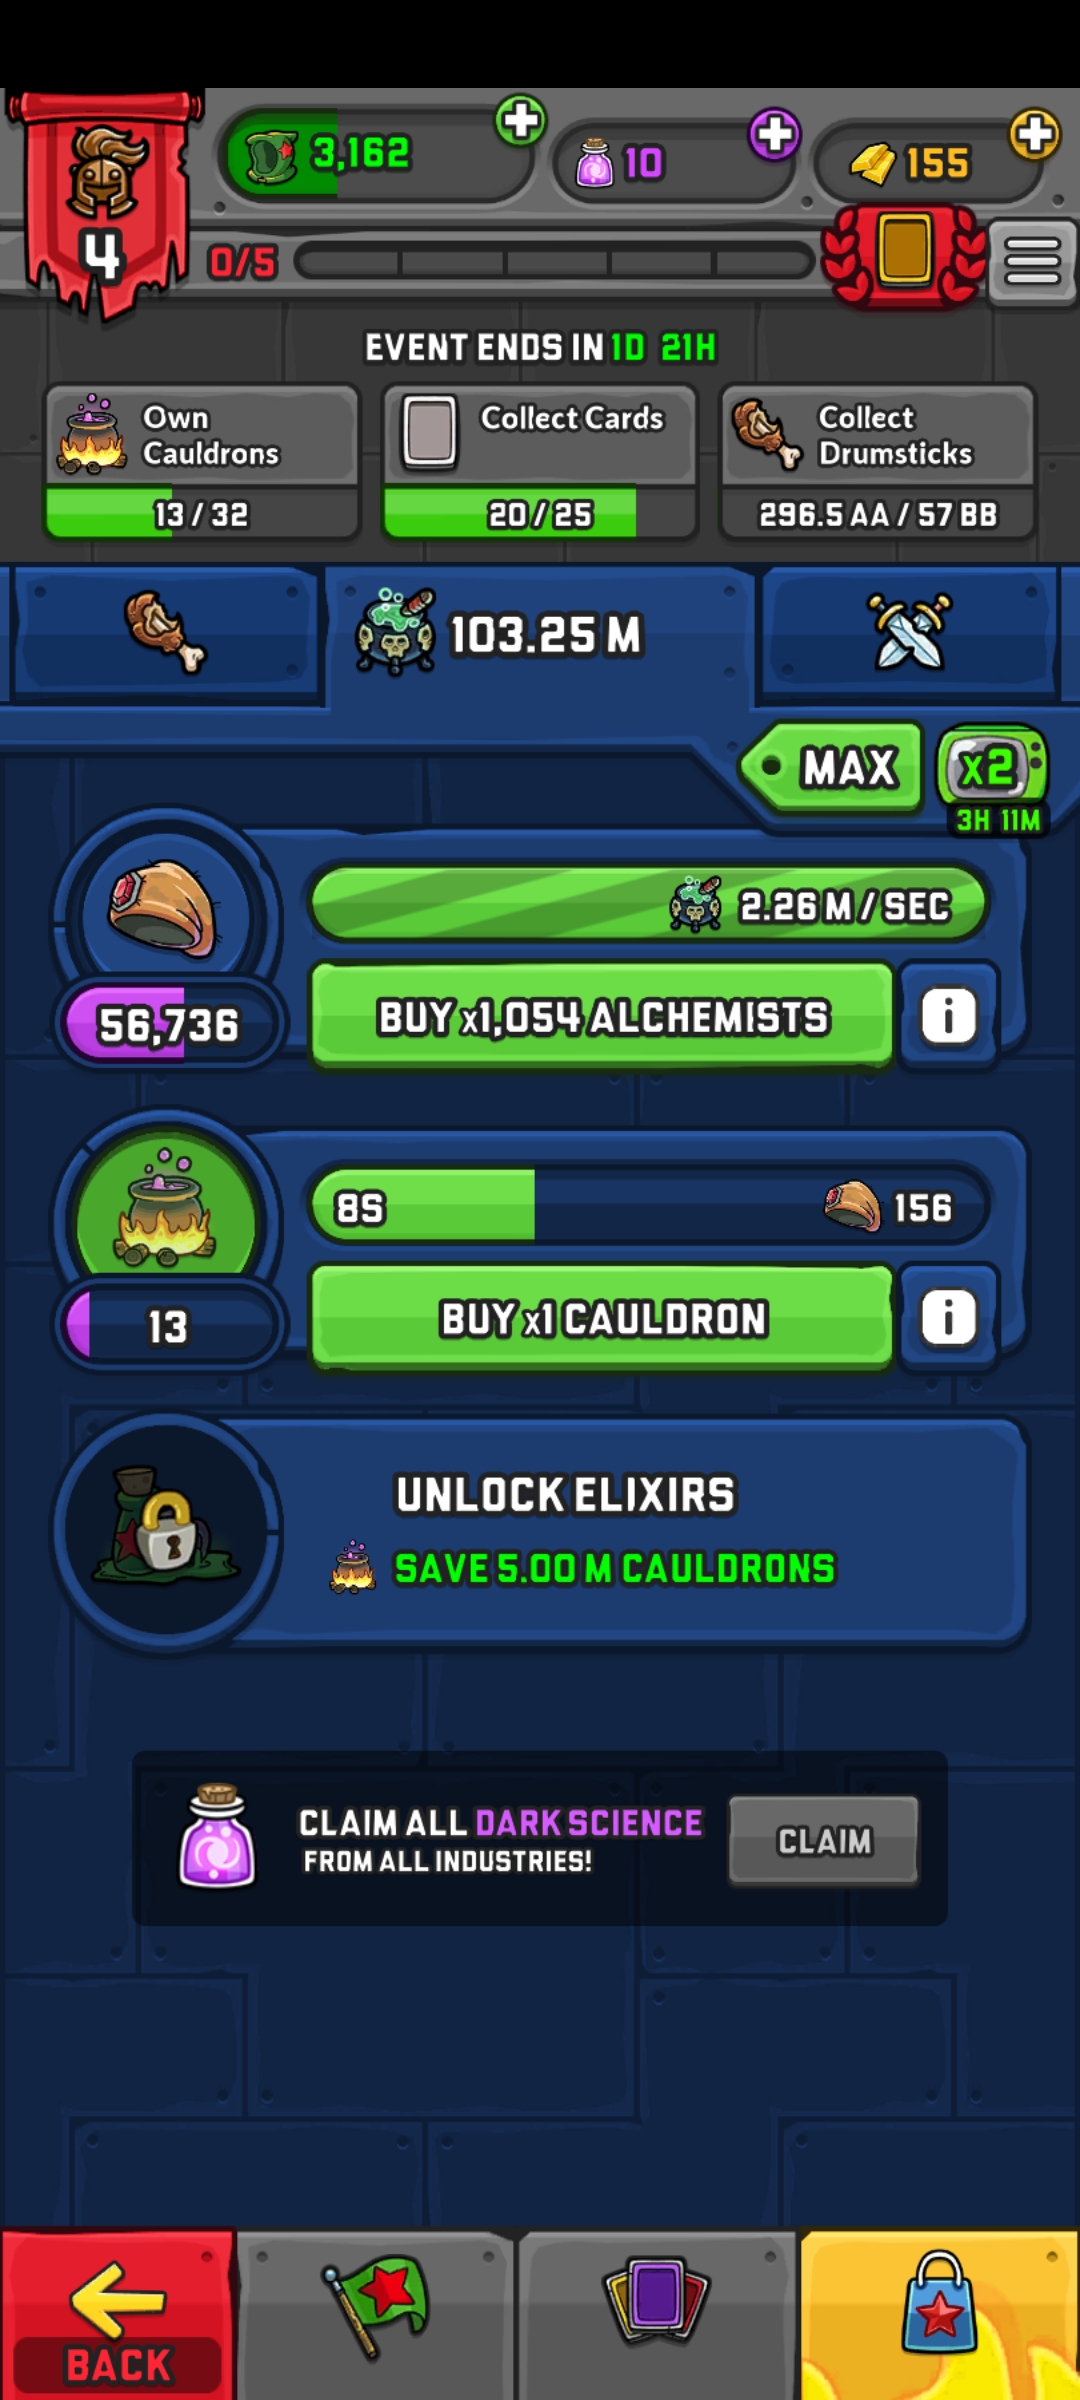 3,162
10
155
4
0/5
EVENT ENDS IN 1D 21H
Own
Cauldrons
13 / 32
Collect Cards
20 / 25
Collect
Drumsticks
296.5 AA / 57 BB
103.25 M
MAX
x2
3H 11M
2.26 M / SEC
56,736
BUY x1,054 ALCHEMISTS
i
8S
156
13
BUY x1 CAULDRON
i
UNLOCK ELIXIRS
SAVE 5.00 M CAULDRONS
CLAIM ALL DARK SCIENCE
FROM ALL INDUSTRIES!
CLAIM
BACK